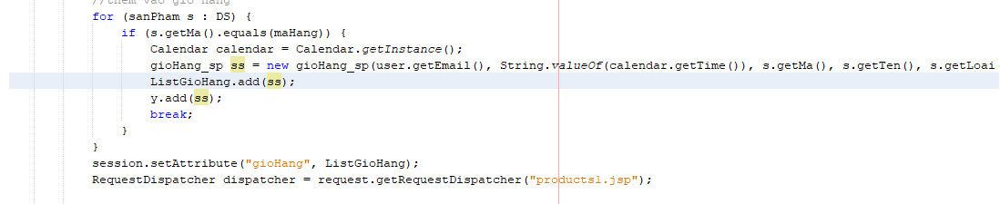 //them vao gio hang
for (sanPham s : DS) {
if (s.getMa().equals(maHang)) {
Calendar calendar = Calendar.getInstance();
gioHang_sp ss = new gioHang_sp(user.getEmail(), String.valueOf(calendar.getTime()), s.getMa(), s.getTen(), s.getLoai
ListGioHang.add(ss);
y.add(ss);
break;
}
}
session.setAttribute("gioHang", ListGioHang);
RequestDispatcher dispatcher = request.getRequestDispatcher("products1.jsp");